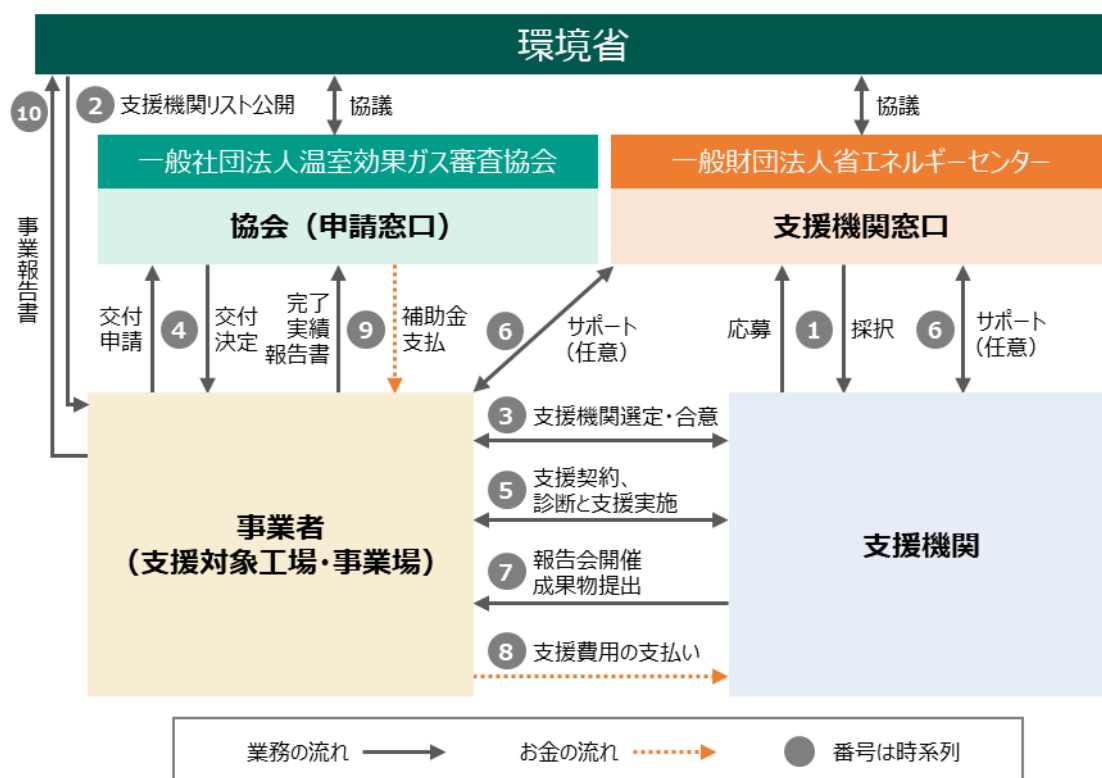 環境省
10
2 支援機関リスト公開
協議
協議
一般社団法人温室効果ガス審査協会
一般財団法人省エネルギーセンター
協会（申請窓口）
支援機関窓口
事業報告書
交付
申請
4
交付
決定
完了
実績
報告書
9
補助金
支払
6
サポート
（任意）
応募
1
採択
6
サポート
（任意）
3 支援機関選定・合意
5
支援契約、
診断と支援実施
事業者
（支援対象工場・事業場）
支援機関
7
報告会開催
成果物提出
8 支援費用の支払い
業務の流れ
お金の流れ
番号は時系列